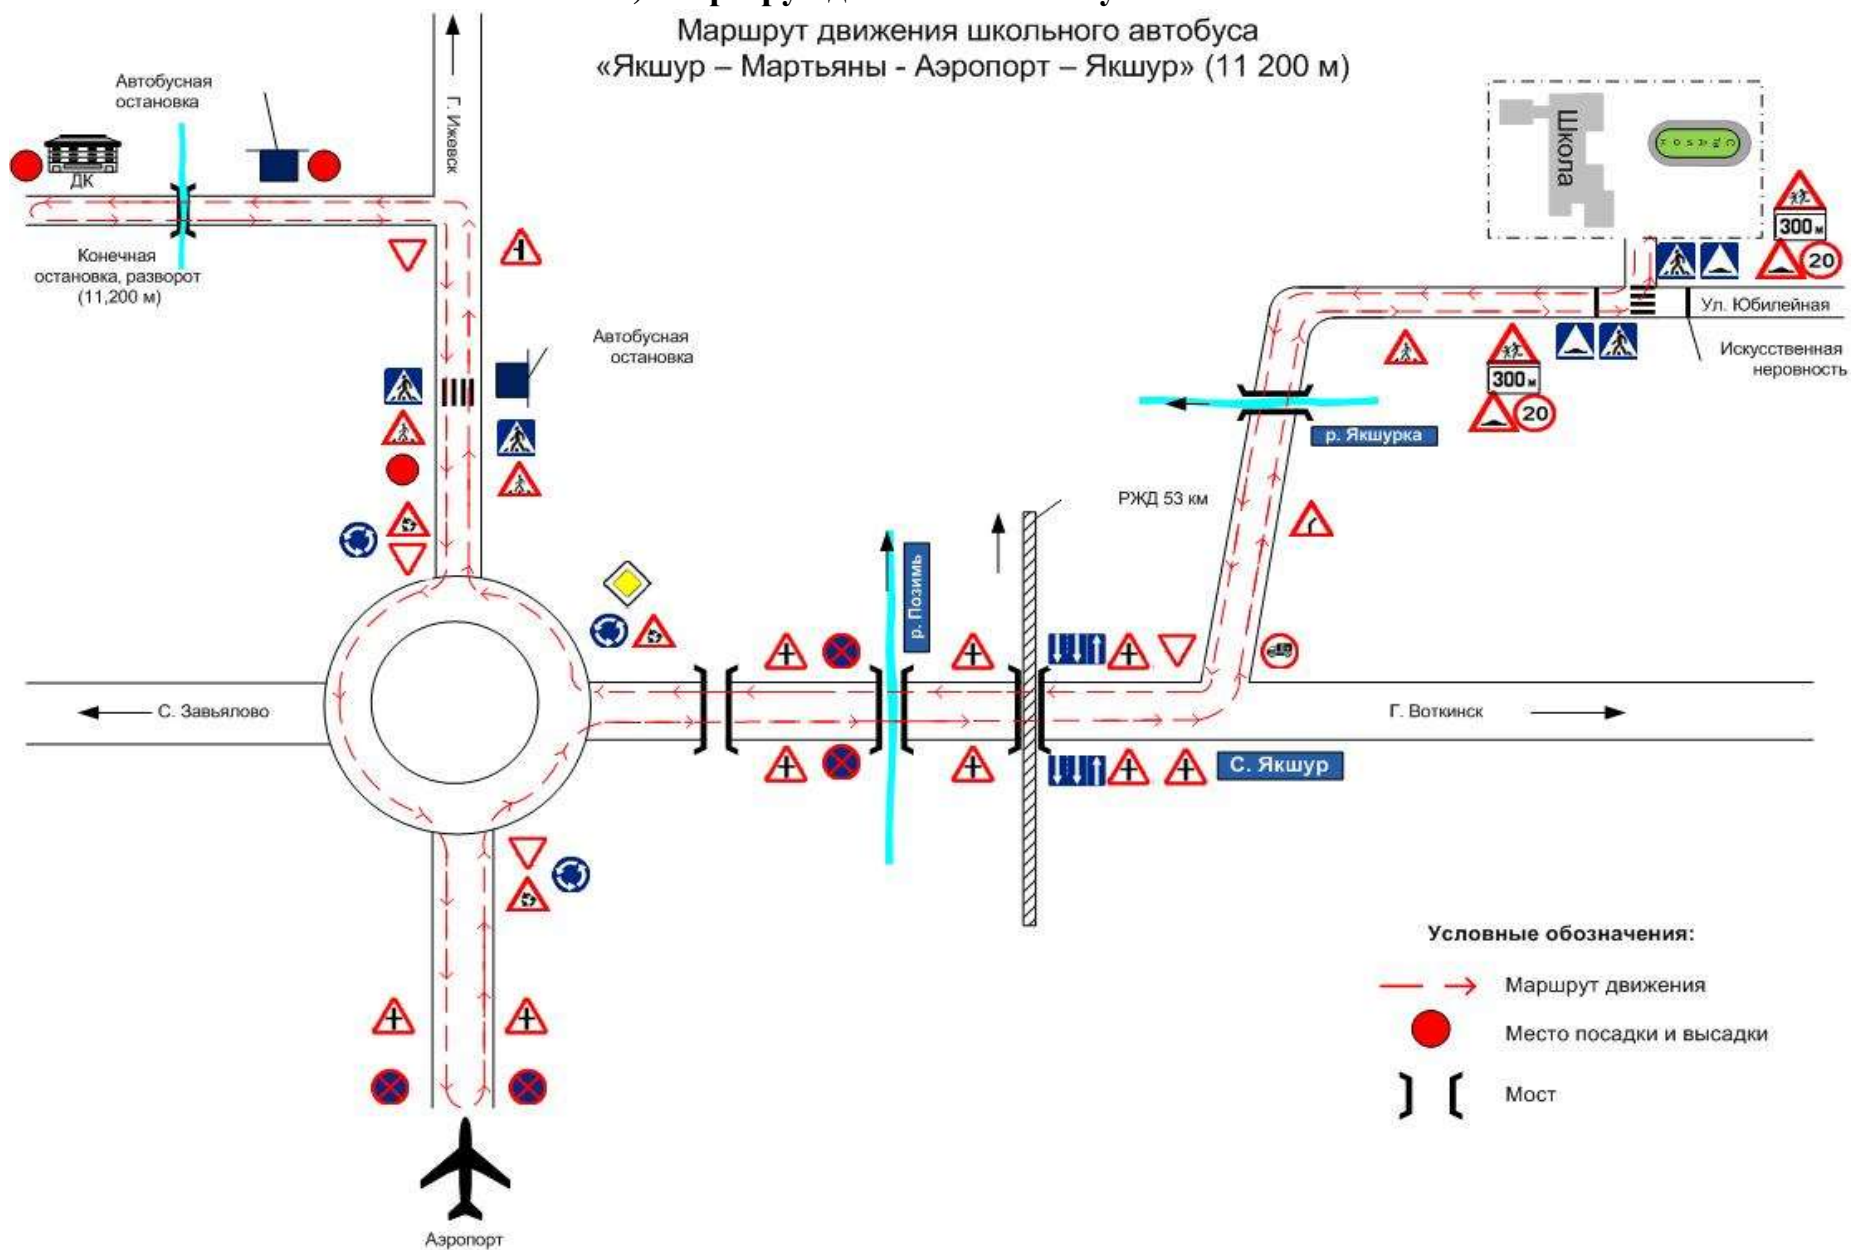 Маршрут движения школьного автобуса
«Якшур – Мартьяны - Аэропорт – Якшур» (11 200 м)
Автобусная
остановка
Г. Ижевск
ДК
Конечная
остановка, разворот
(11,200 м)
Автобусная
остановка
Школа
300 м
20
Ул. Юбилейная
Искусственная
неровность
300 м
20
р. Якшурка
РЖД 53 км
р. Позимь
С. Завьялово
Г. Воткинск
С. Якшур
Условные обозначения:
Маршрут движения
Место посадки и высадки
Мост
Аэропорт